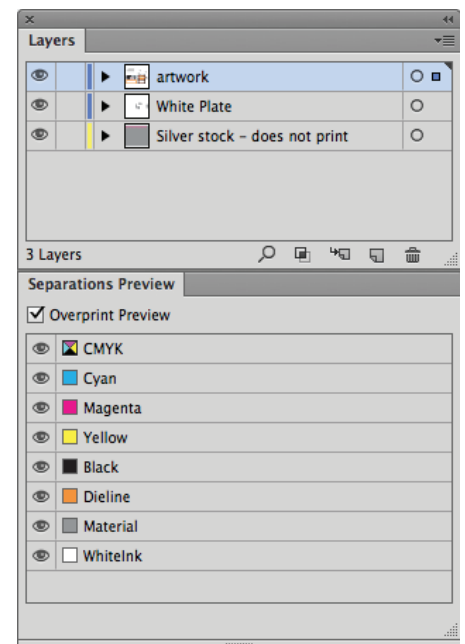 Layers
artwork
White Plate
Silver stock – does not print
3 Layers
Separations Preview
Overprint Preview
CMYK
Cyan
Magenta
Yellow
Black
Dieline
Material
WhiteInk